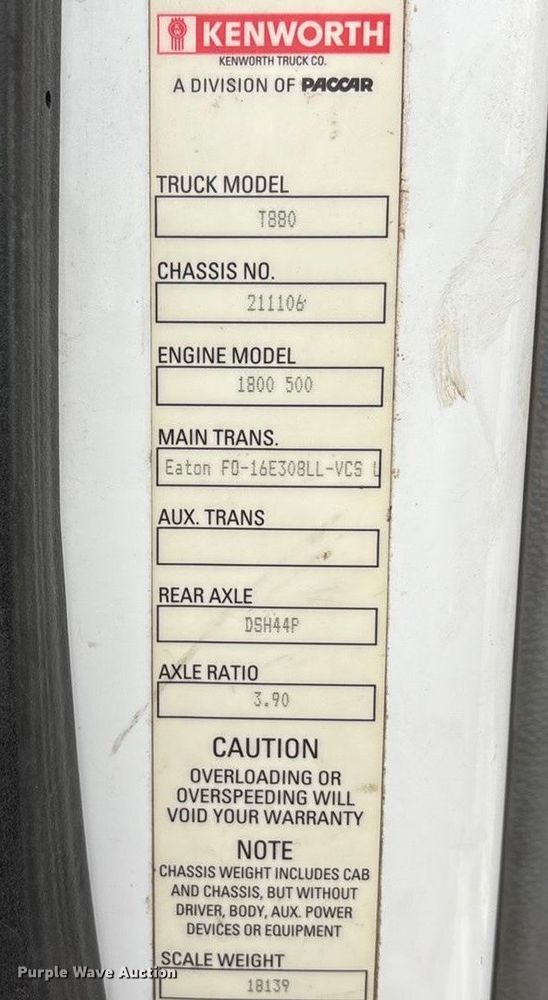 KENWORTH
KENWORTH TRUCK CO.
A DIVISION OF PACCAR
TRUCK MODEL
T880
CHASSIS NO.
211106
ENGINE MODEL
1800 500
MAIN TRANS.
Eaton FO-16E308LL-VCS
AUX. TRANS
REAR AXLE
DSH44P
AXLE RATIO
3.90
CAUTION
OVERLOADING OR
OVERSPEEDING WILL
VOID YOUR WARRANTY
NOTE
CHASSIS WEIGHT INCLUDES CAB
AND CHASSIS, BUT WITHOUT
DRIVER, BODY, AUX. POWER
DEVICES OR EQUIPMENT
SCALE WEIGHT
18139
Purple Wave Auction